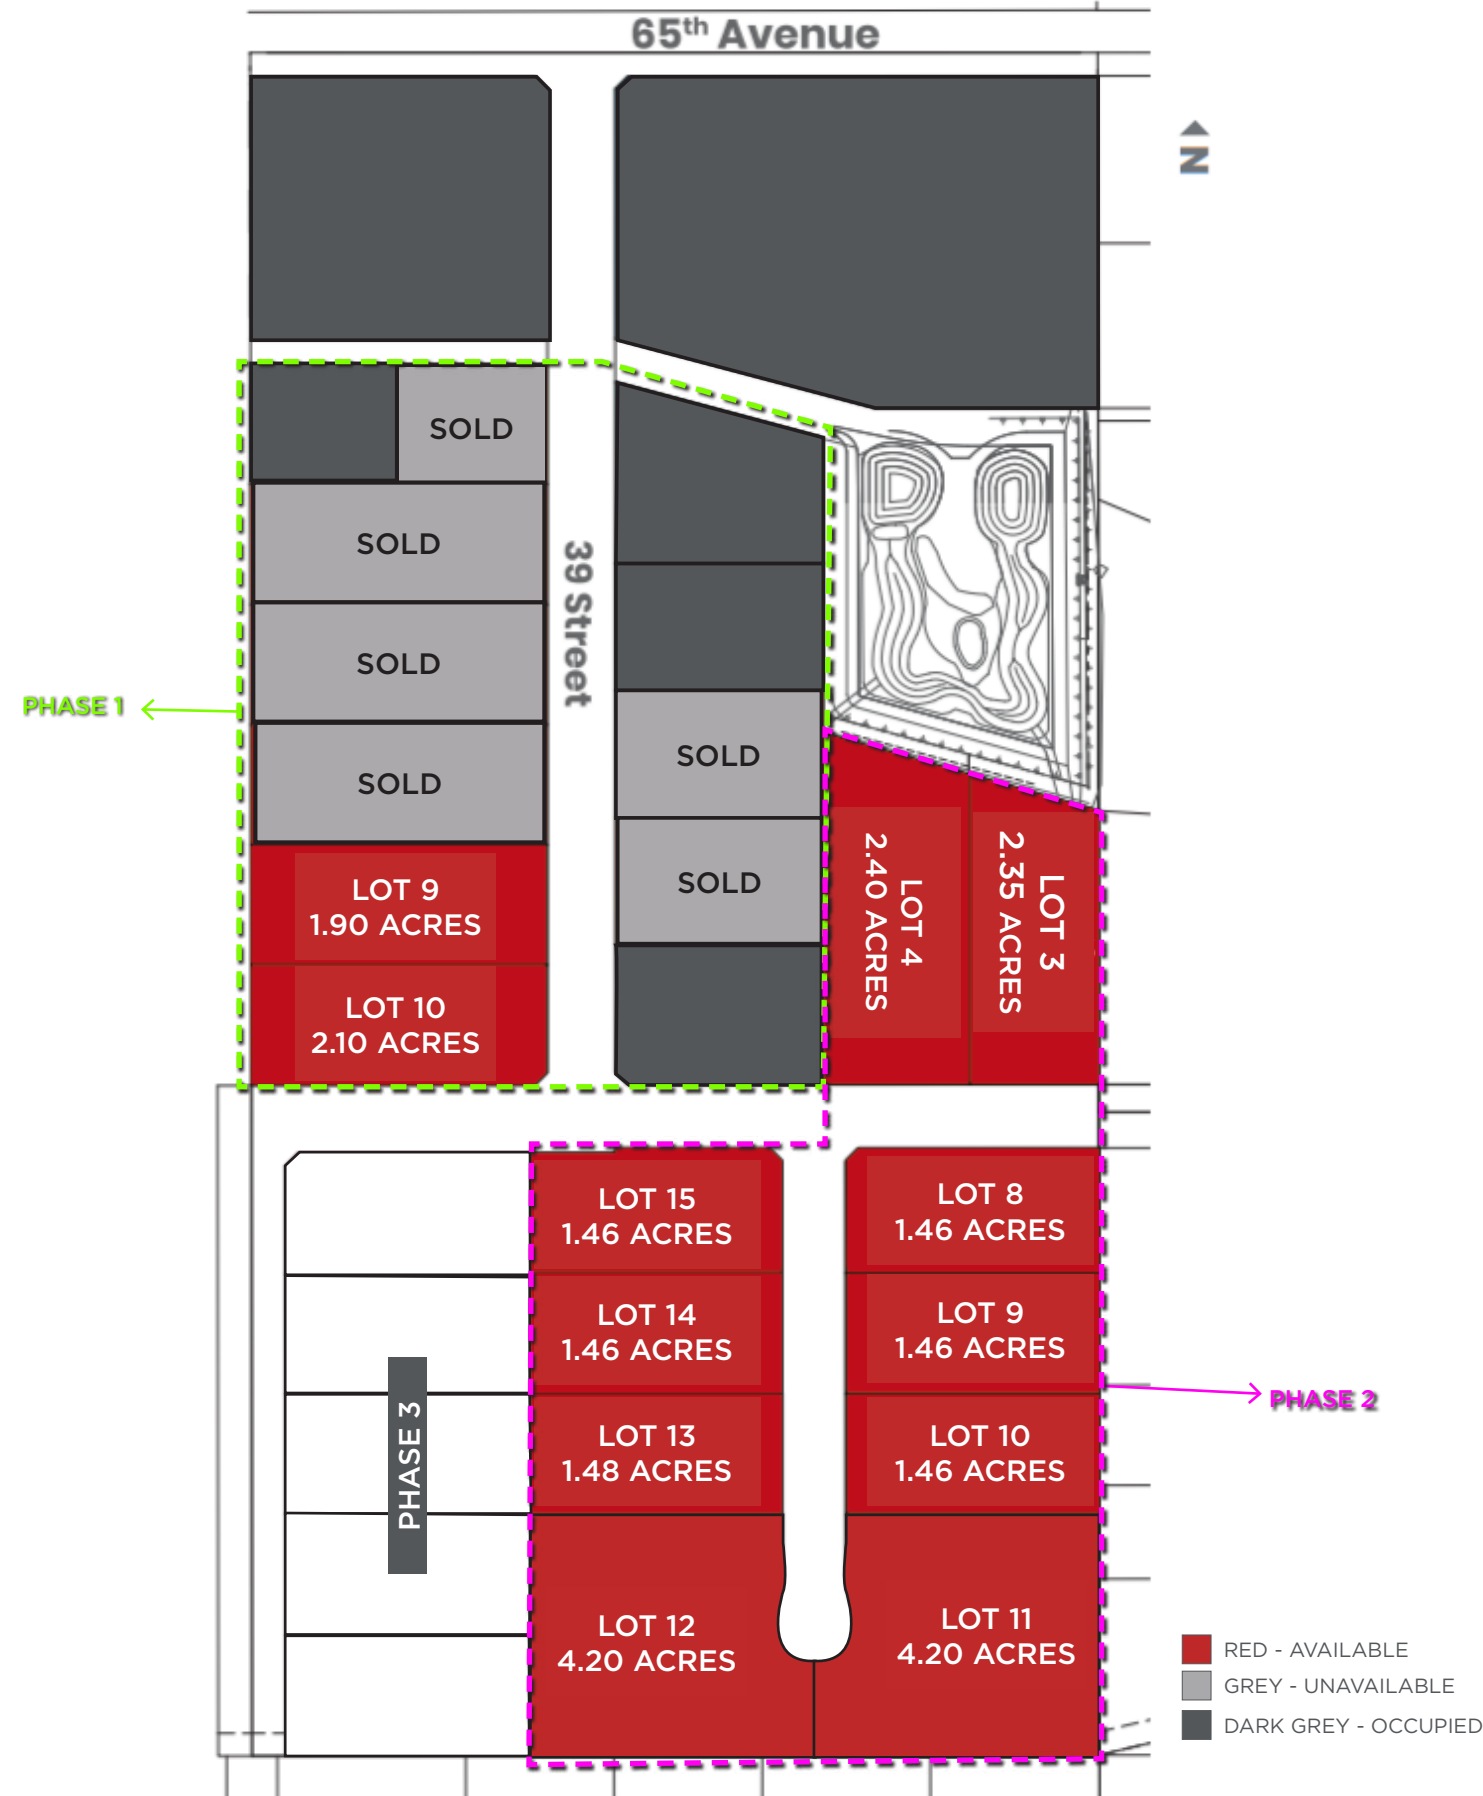 65th Avenue
N
SOLD
SOLD
SOLD
SOLD
LOT 9
1.90 ACRES
LOT 10
2.10 ACRES
39 Street
SOLD
SOLD
PHASE 1
LOT 4
2.40 ACRES
LOT 3
2.35 ACRES
LOT 15
1.46 ACRES
LOT 14
1.46 ACRES
LOT 13
1.48 ACRES
LOT 12
4.20 ACRES
LOT 8
1.46 ACRES
LOT 9
1.46 ACRES
LOT 10
1.46 ACRES
LOT 11
4.20 ACRES
PHASE 3
PHASE 2
RED - AVAILABLE
GREY - UNAVAILABLE
DARK GREY - OCCUPIED